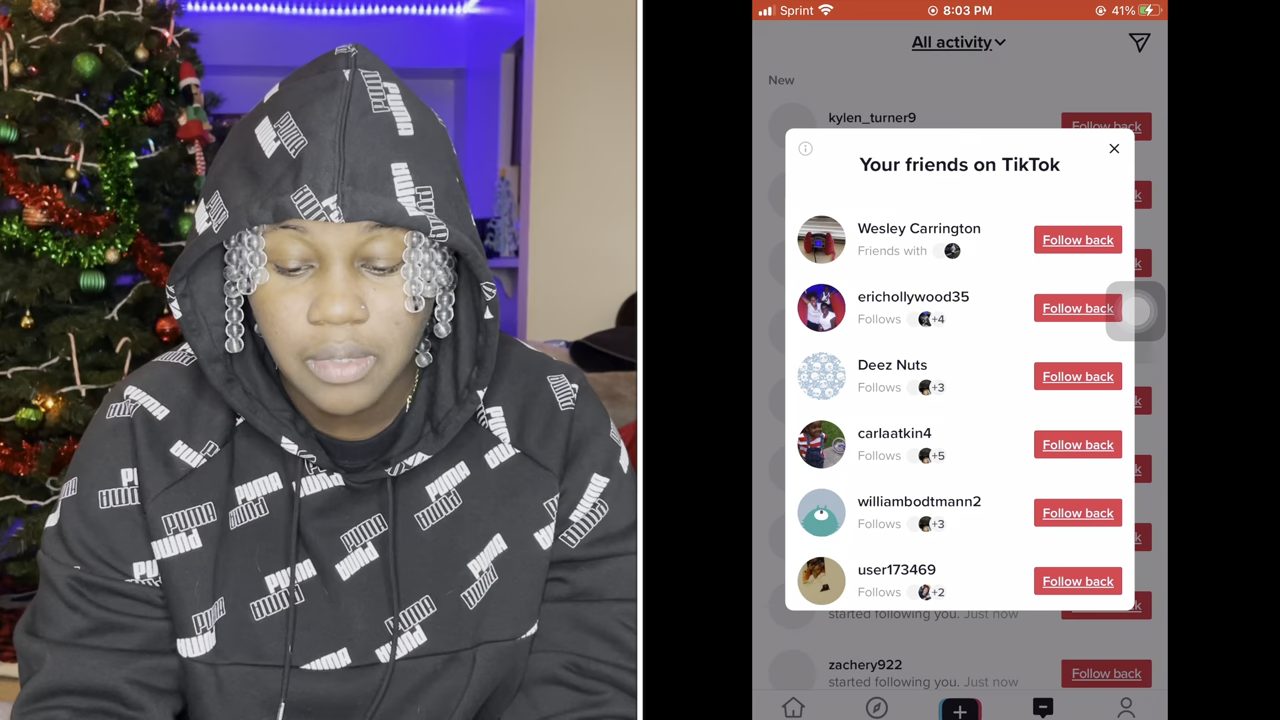 PUMA
Sprint 8:03 PM 41%
All activity
New
kylen_turner9
Follow back
Your friends on TikTok
Wesley Carrington
Friends with
Follow back
erichollywood35
Follows +4
Follow back
Deez Nuts
Follows +3
Follow back
carlaatkin4
Follows +5
Follow back
williambodtmann2
Follows +3
Follow back
user173469
Follows +2
Follow back
started following you. Just now
zachery922
started following you. Just now
Follow back